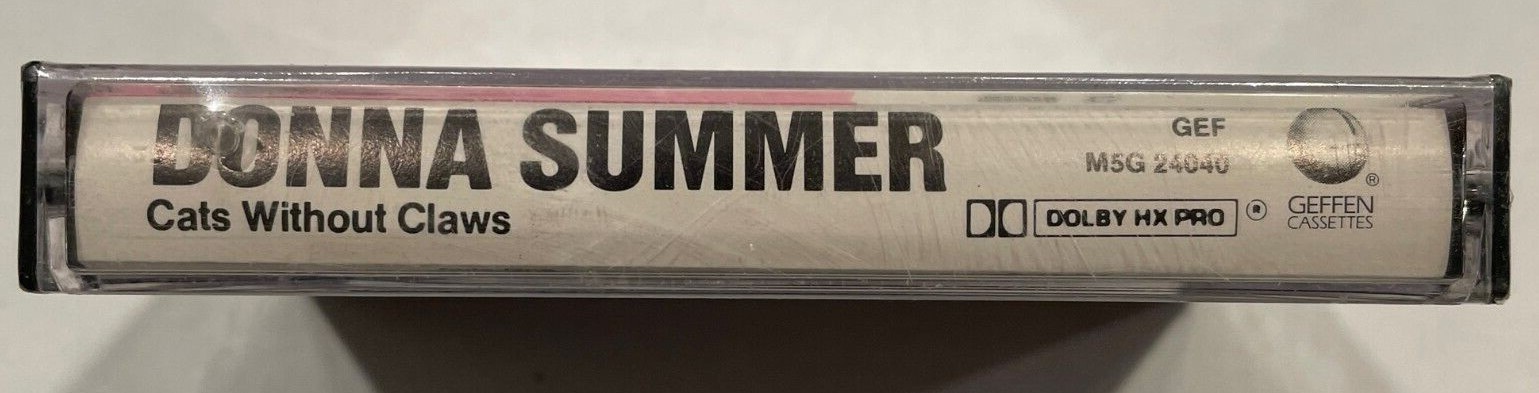 DONNA SUMMER
Cats Without Claws
GEF
M5G 24040
DOLBY HX PRO ®
®
GEFFEN
CASSETTES